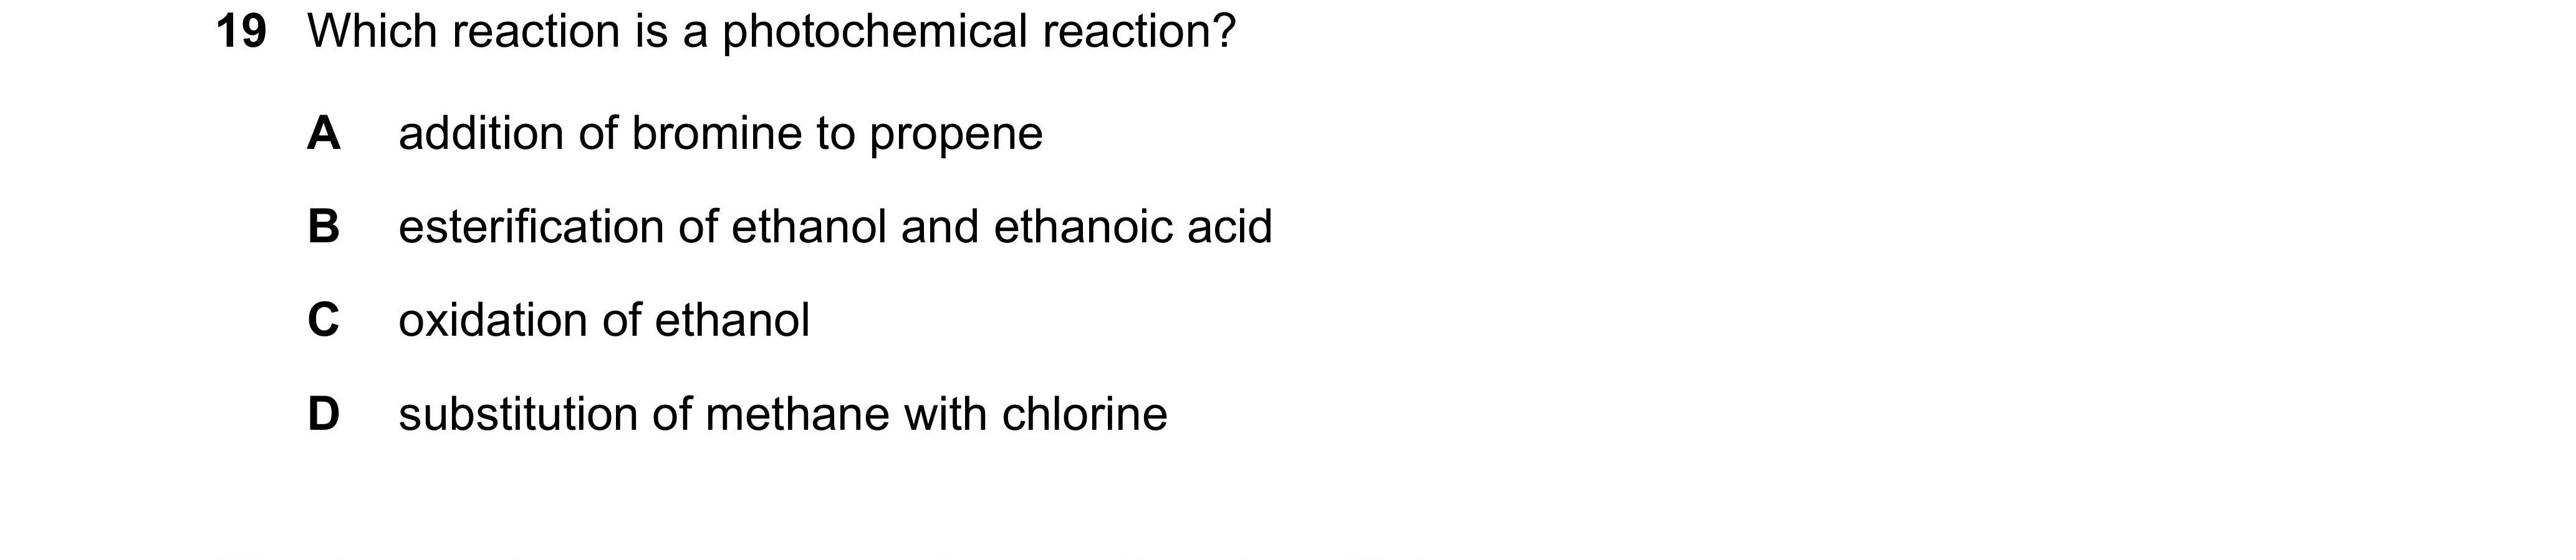 19 Which reaction is a photochemical reaction?
A addition of bromine to propene
B esterification of ethanol and ethanoic acid
C oxidation of ethanol
D substitution of methane with chlorine